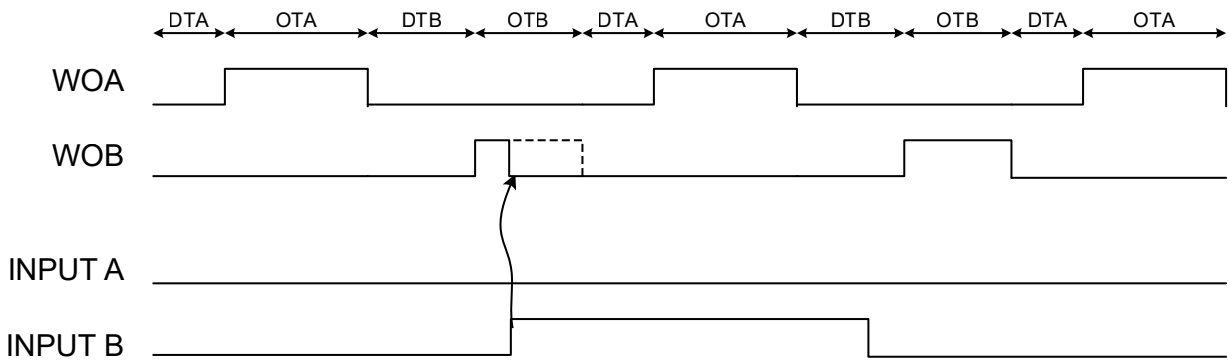 DTA OTA DTB OTB DTA OTA DTB OTB DTA OTA
WOA
WOB
INPUT A
INPUT B